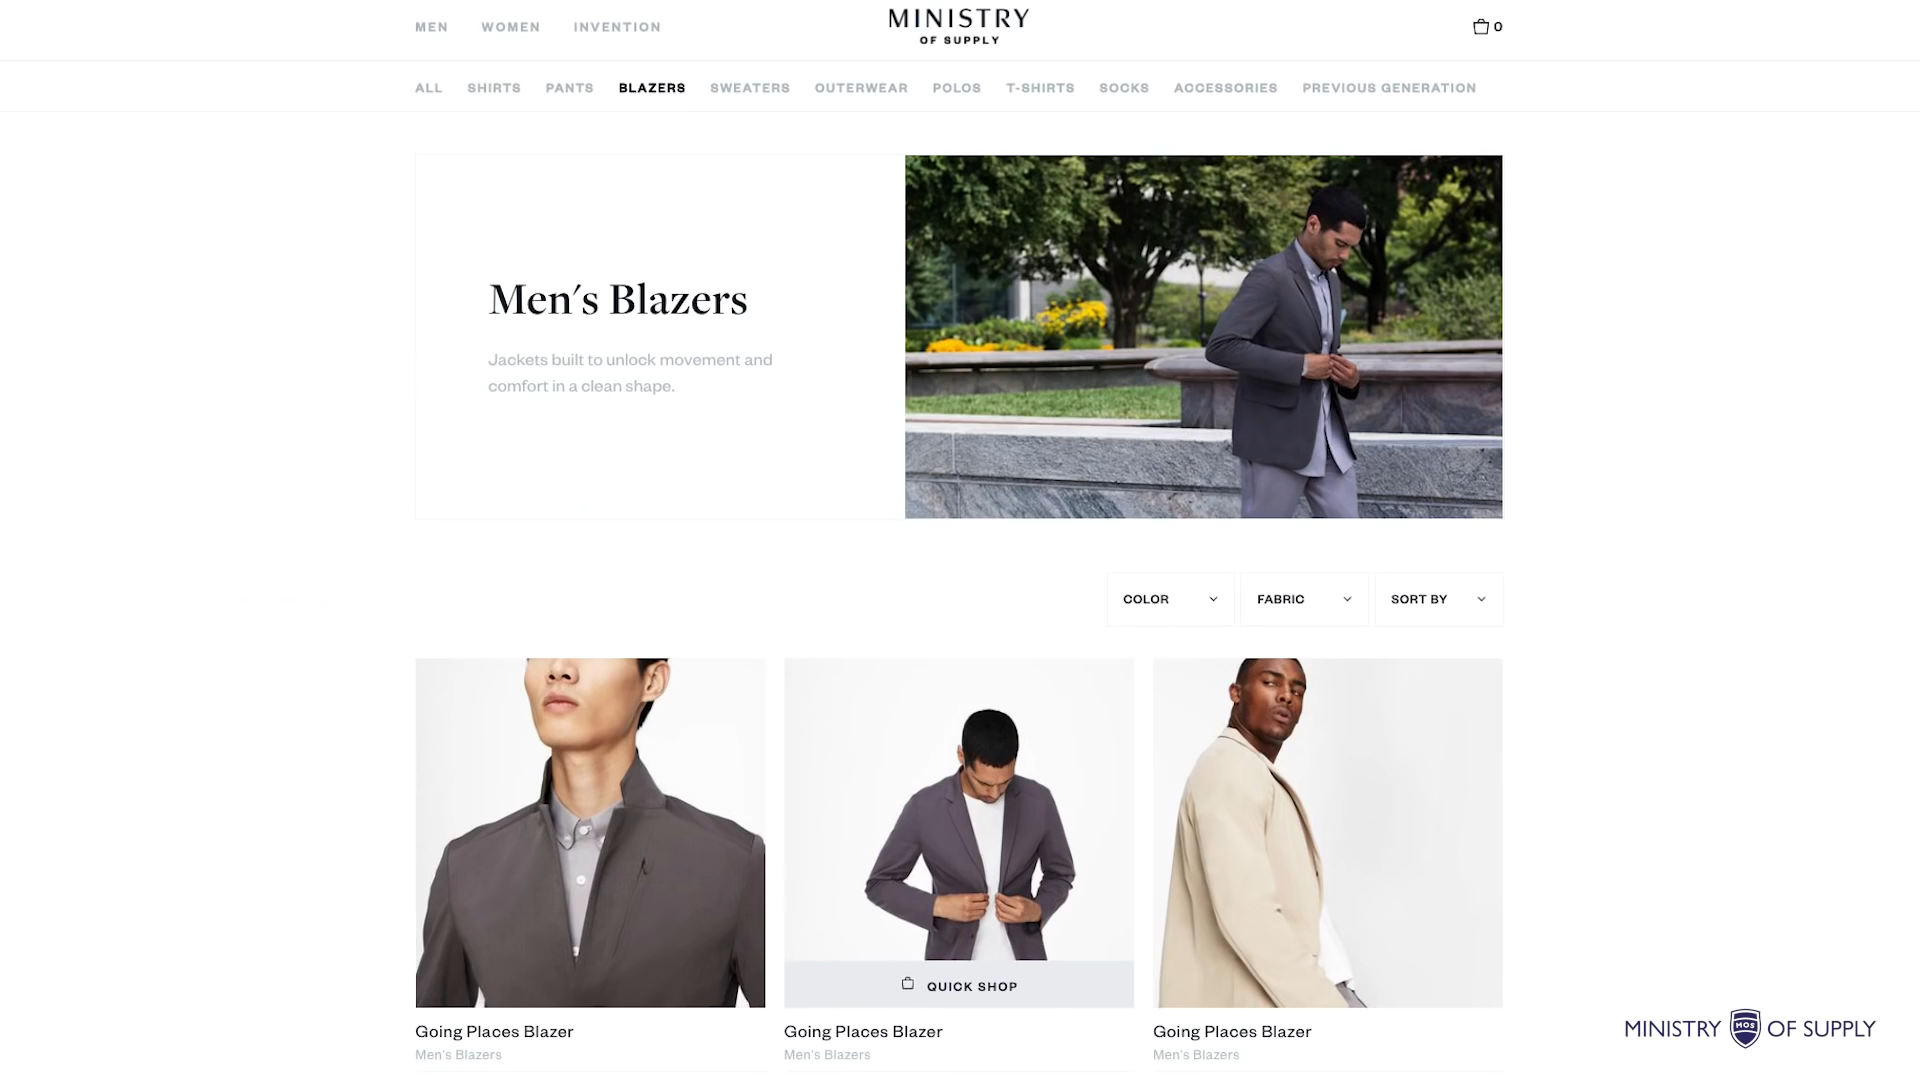 MEN WOMEN INVENTION
MINISTRY
OF SUPPLY
0
ALL SHIRTS PANTS BLAZERS SWEATERS OUTERWEAR POLOS T-SHIRTS SOCKS ACCESSORIES PREVIOUS GENERATION
Men's Blazers
Jackets built to unlock movement and
comfort in a clean shape.
COLOR FABRIC SORT BY
QUICK SHOP
Going Places Blazer
Men's Blazers
Going Places Blazer
Men's Blazers
Going Places Blazer
Men's Blazers
MINISTRY MOS OF SUPPLY